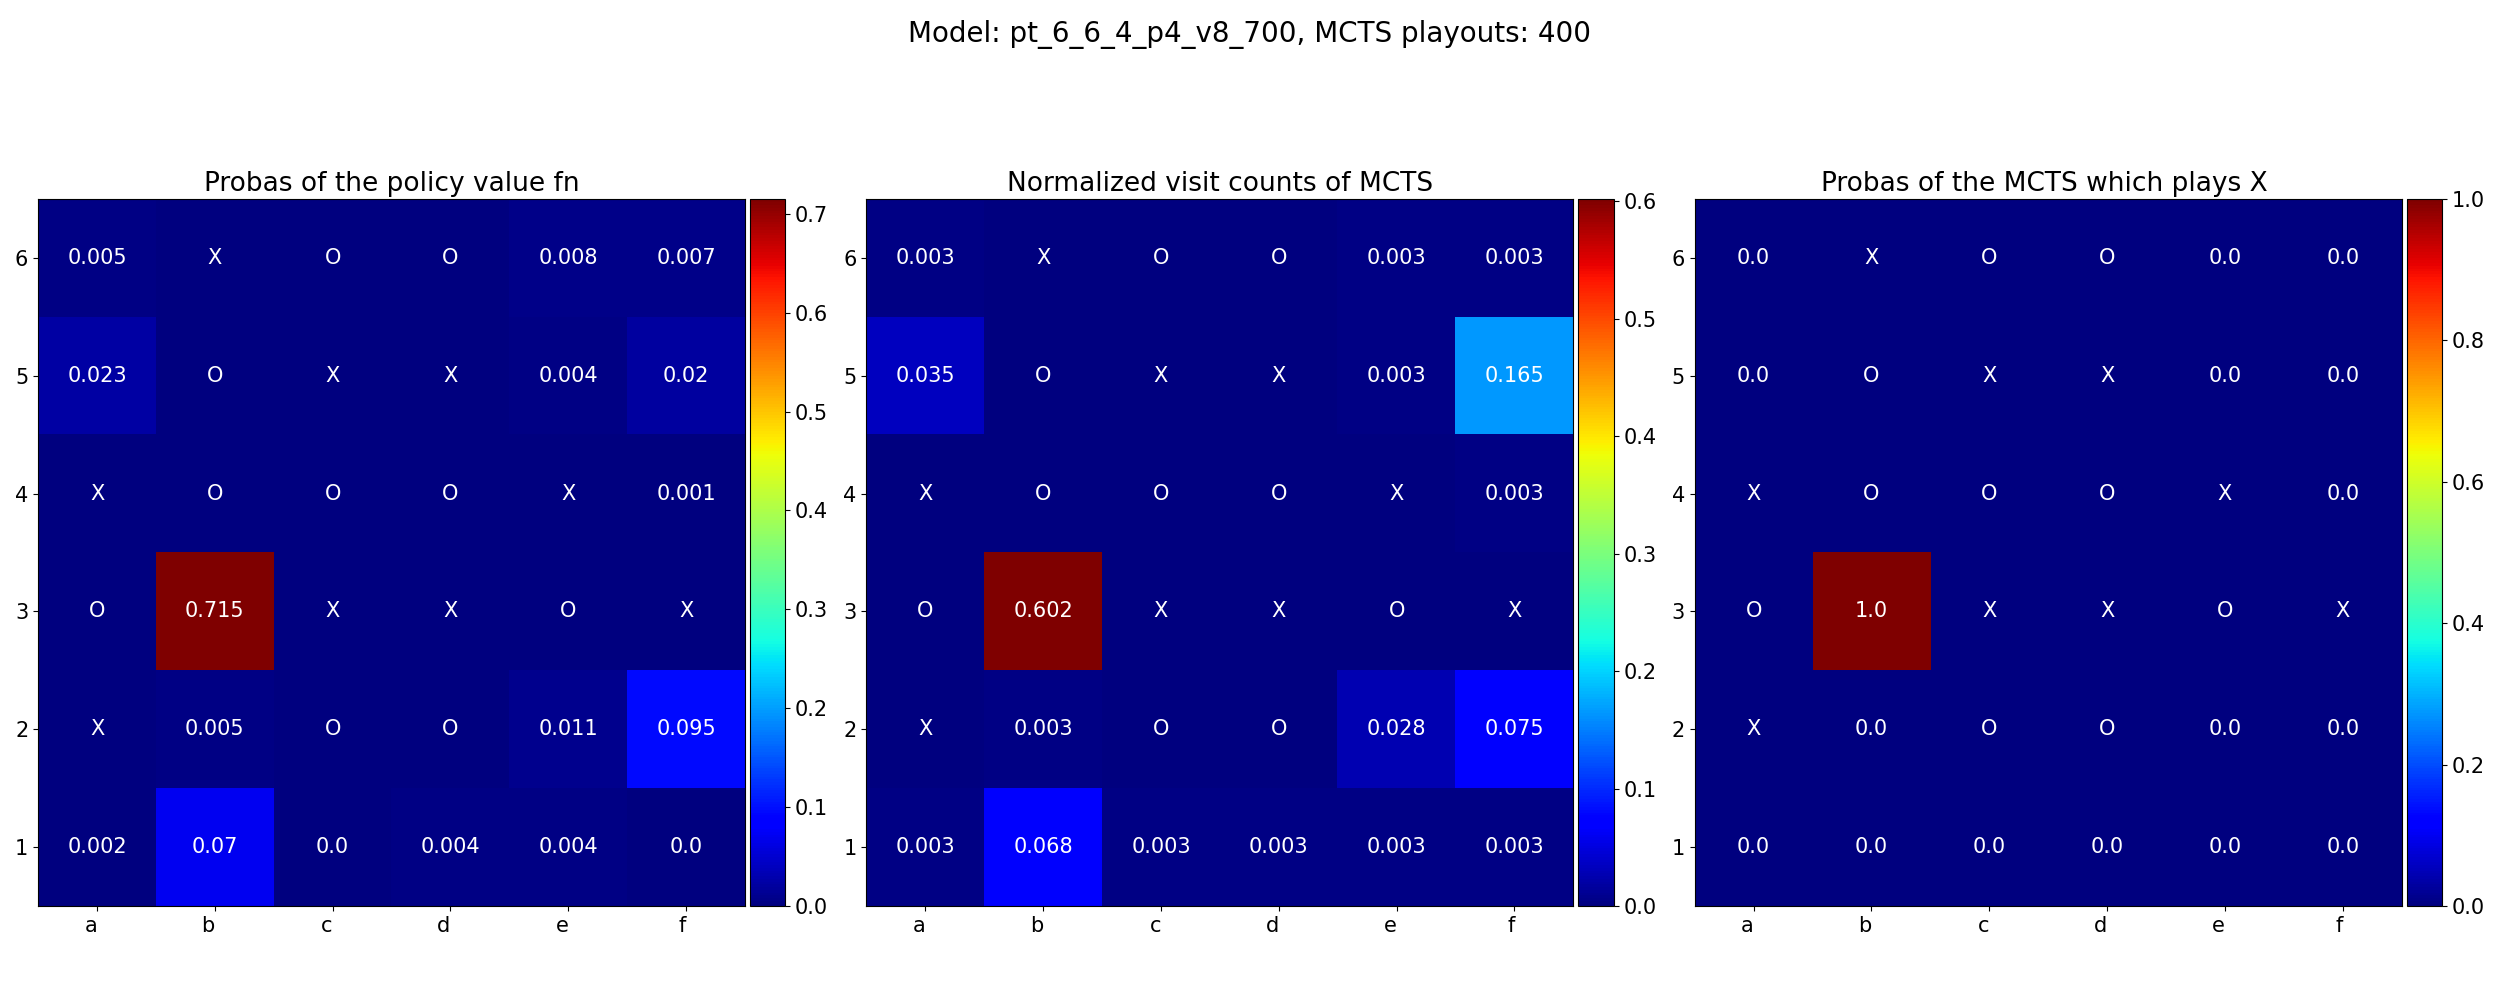 Model: pt_6_6_4_p4_v8_700, MCTS playouts: 400
Probas of the policy value fn
6 0.005 X O O 0.008 0.007
5 0.023 O X X 0.004 0.02
4 X O O O X 0.001
3 O 0.715 X X O X
2 X 0.005 O O 0.011 0.095
1 0.002 0.07 0.0 0.004 0.004 0.0
a b c d e f
0.7
0.6
0.5
0.4
0.3
0.2
0.1
0.0
Normalized visit counts of MCTS
6 0.003 X O O 0.003 0.003
5 0.035 O X X 0.003 0.165
4 X O O O X 0.003
3 O 0.602 X X O X
2 X 0.003 O O 0.028 0.075
1 0.003 0.068 0.003 0.003 0.003 0.003
a b c d e f
0.6
0.5
0.4
0.3
0.2
0.1
0.0
Probas of the MCTS which plays X
6 0.0 X O O 0.0 0.0
5 0.0 O X X 0.0 0.0
4 X O O O X 0.0
3 O 1.0 X X O X
2 X 0.0 O O 0.0 0.0
1 0.0 0.0 0.0 0.0 0.0 0.0
a b c d e f
1.0
0.8
0.6
0.4
0.2
0.0